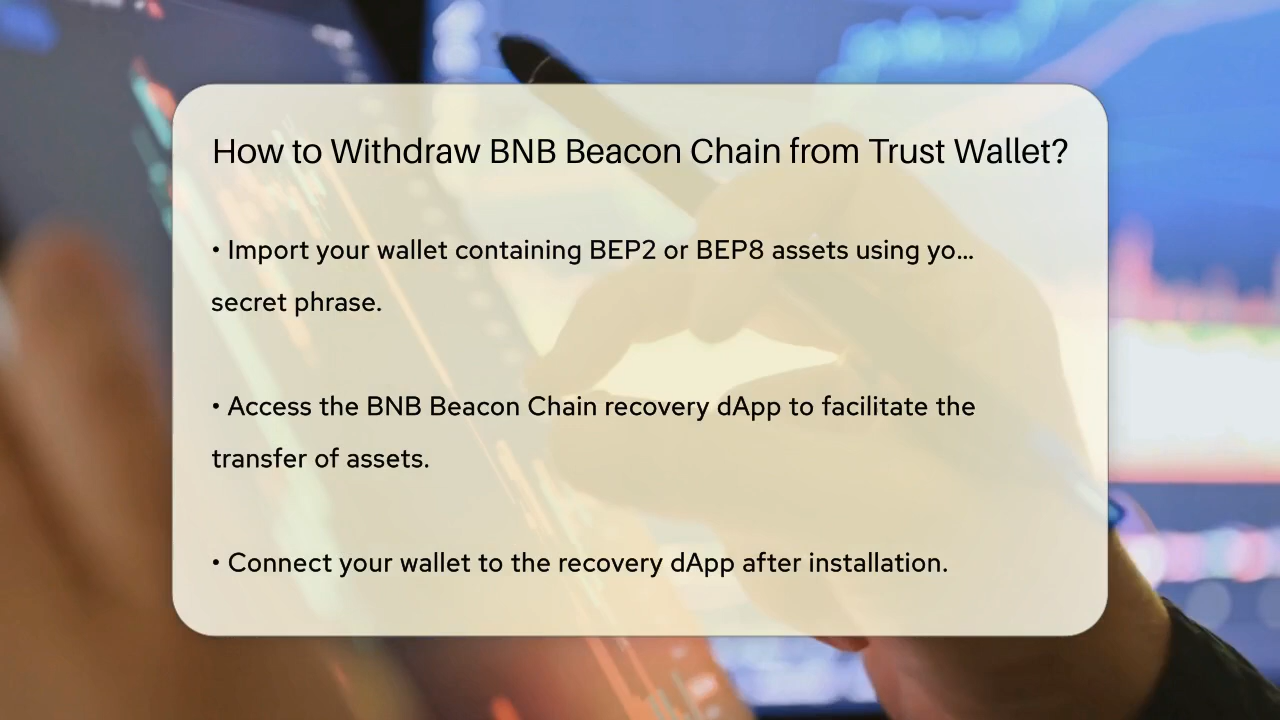 How to Withdraw BNB Beacon Chain from Trust Wallet?
• Import your wallet containing BEP2 or BEP8 assets using yo...
secret phrase.
• Access the BNB Beacon Chain recovery dApp to facilitate the
transfer of assets.
• Connect your wallet to the recovery dApp after installation.